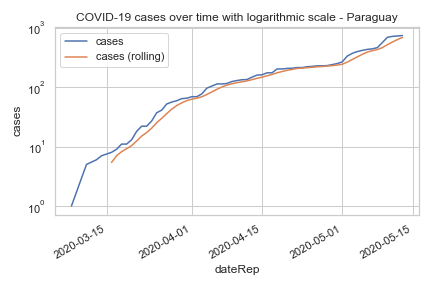 COVID-19 cases over time with logarithmic scale - Paraguay
cases
cases (rolling)
10³
10²
10¹
10⁰
cases
2020-03-15
2020-04-01
2020-04-15
2020-05-01
2020-05-15
dateRep